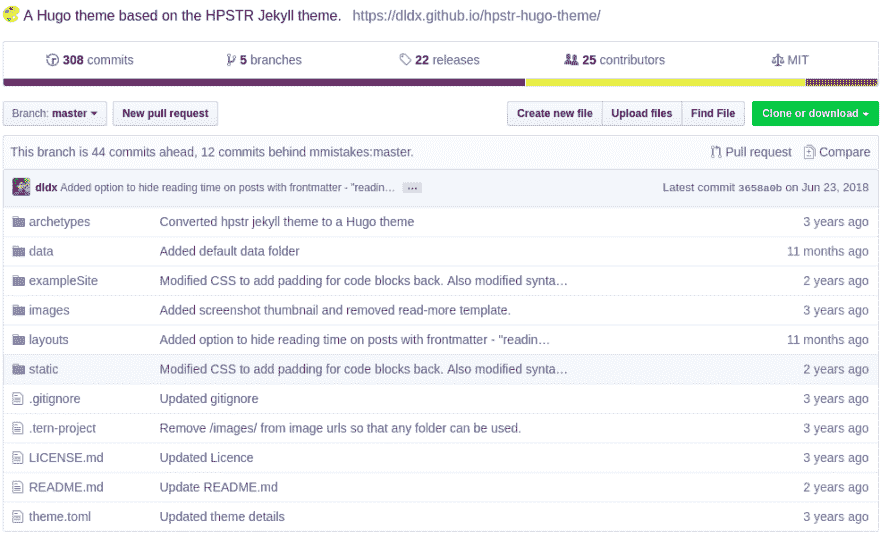 A Hugo theme based on the HPSTR Jekyll theme. https://dldx.github.io/hpstr-hugo-theme/
308 commits 5 branches 22 releases 25 contributors MIT
Branch: master New pull request Create new file Upload files Find File Clone or download
This branch is 44 commits ahead, 12 commits behind mmistakes:master. Pull request Compare
dldx Added option to hide reading time on posts with frontmatter - "readin… ... Latest commit 3658a0b on Jun 23, 2018
archetypes Converted hpstr jekyll theme to a Hugo theme 3 years ago
data Added default data folder 11 months ago
exampleSite Modified CSS to add padding for code blocks back. Also modified synta… 2 years ago
images Added screenshot thumbnail and removed read-more template. 3 years ago
layouts Added option to hide reading time on posts with frontmatter - "readin… 11 months ago
static Modified CSS to add padding for code blocks back. Also modified synta… 2 years ago
.gitignore Updated gitignore 3 years ago
.tern-project Remove /images/ from image urls so that any folder can be used. 3 years ago
LICENSE.md Updated Licence 3 years ago
README.md Update README.md 2 years ago
theme.toml Updated theme details 3 years ago